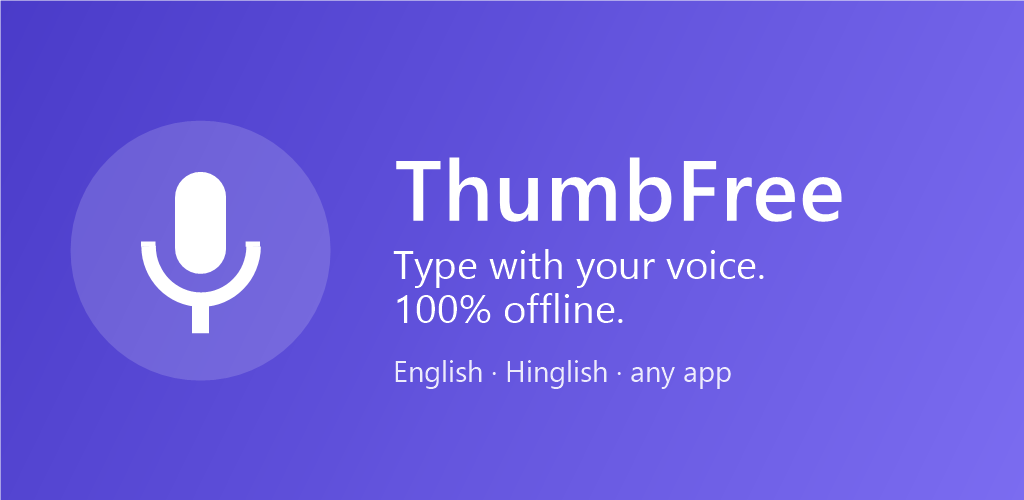 ThumbFree
Type with your voice.
100% offline.
English · Hinglish · any app